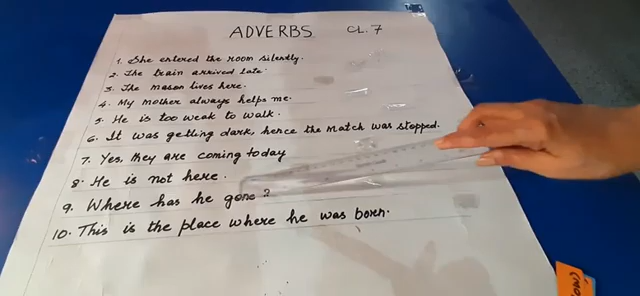 ADVERBS CL. 7
1. She entered the room silently.
2. The train arrived late.
3. The mason lives here.
4. My mother always helps me.
5. He is too weak to walk.
6. It was getting dark, hence the match was stopped.
7. Yes, they are coming today
8. He is not here.
9. Where has he gone?
10. This is the place where he was born.